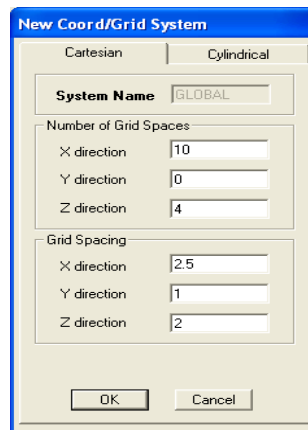 New Coord/Grid System
Cartesian Cylindrical
System Name GLOBAL
Number of Grid Spaces
X direction 10
Y direction 0
Z direction 4
Grid Spacing
X direction 2.5
Y direction 1
Z direction 2
OK Cancel